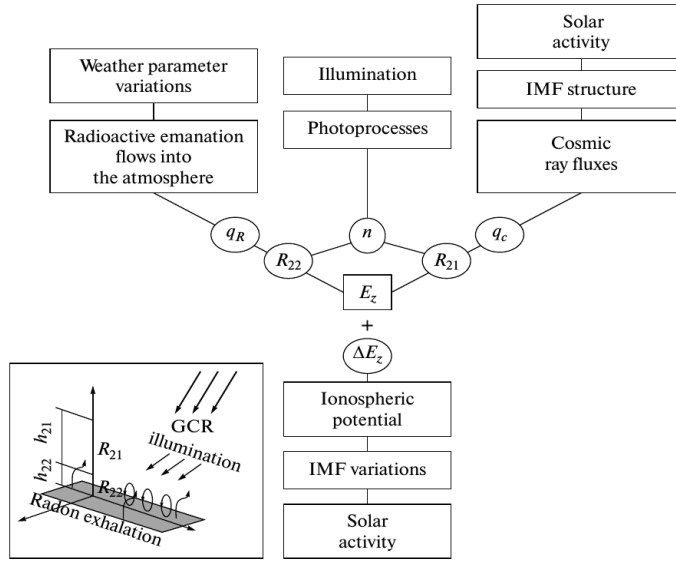 Solar
activity
Weather parameter
variations
Illumination
IMF structure
Photoprocesses
Radioactive emanation
flows into
the atmosphere
Cosmic
ray fluxes
q_R
n
q_c
R_22
R_21
E_z
+
ΔE_z
Ionospheric
potential
IMF variations
Solar
activity
GCR
illumination
h_21
R_21
h_22
R_22
Radon exhalation